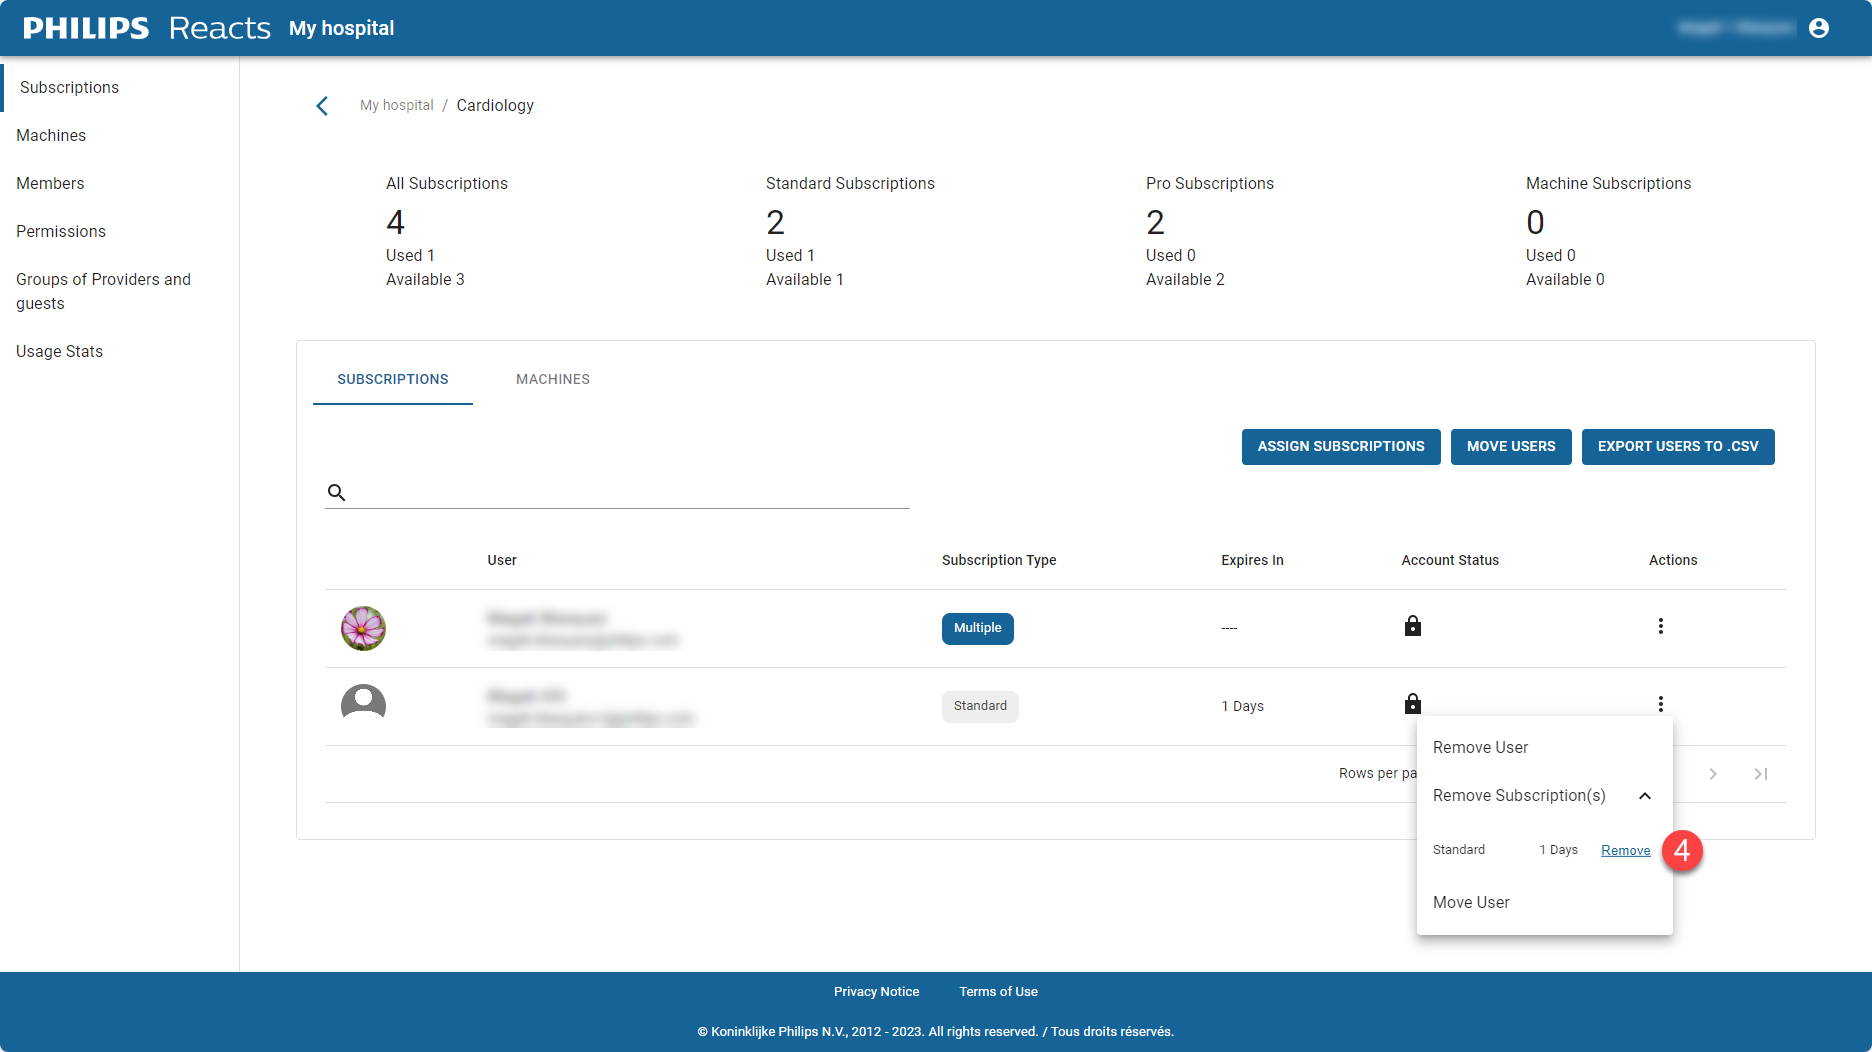 PHILIPS Reacts My hospital
Subscriptions
Machines
Members
Permissions
Groups of Providers and
guests
Usage Stats
My hospital / Cardiology
All Subscriptions
4
Used 1
Available 3
Standard Subscriptions
2
Used 1
Available 1
Pro Subscriptions
2
Used 0
Available 2
Machine Subscriptions
0
Used 0
Available 0
SUBSCRIPTIONS MACHINES
ASSIGN SUBSCRIPTIONS MOVE USERS EXPORT USERS TO .CSV
User Subscription Type Expires In Account Status Actions
Multiple ----
Standard 1 Days
Rows per pa
Remove User
Remove Subscription(s)
Standard 1 Days Remove 4
Move User
Privacy Notice Terms of Use
© Koninklijke Philips N.V., 2012 - 2023. All rights reserved. / Tous droits réservés.